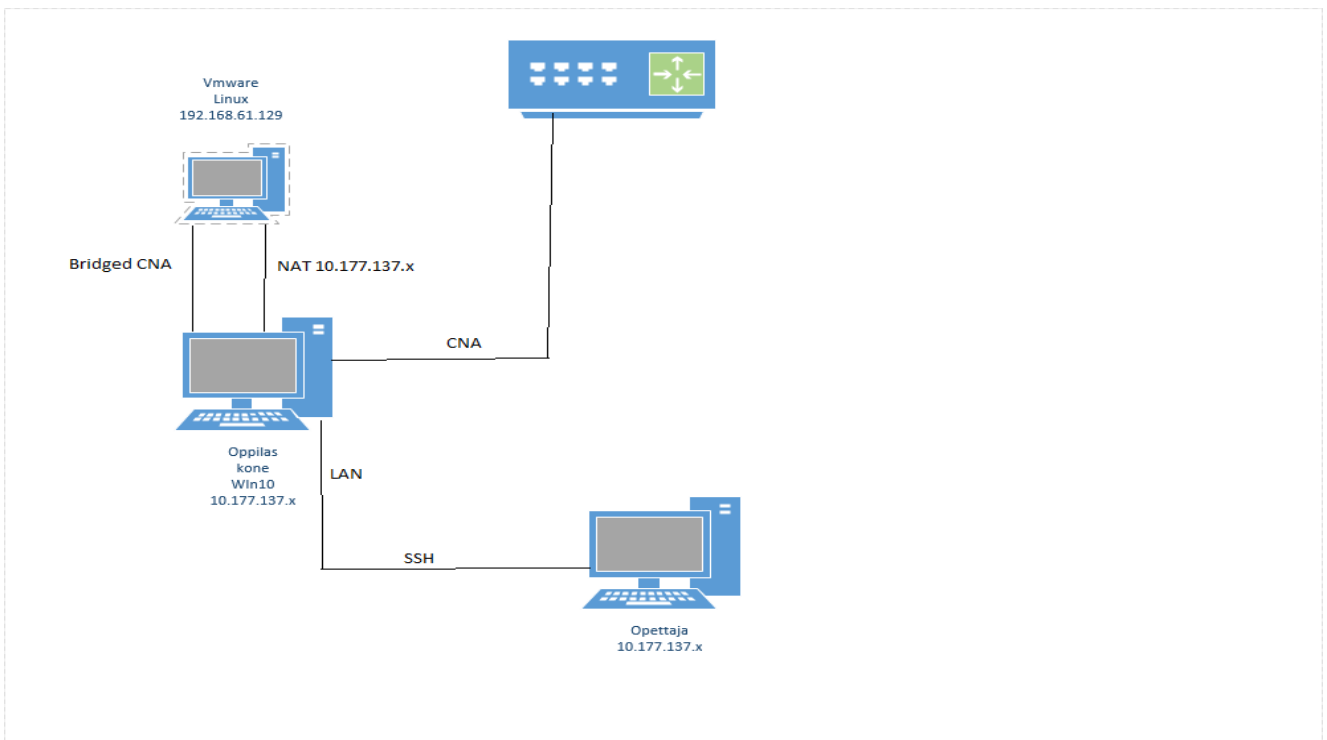 Vmware
Linux
192.168.61.129
Bridged CNA
NAT 10.177.137.x
CNA
Oppilas
kone
WIn10
10.177.137.x
LAN
SSH
Opettaja
10.177.137.x